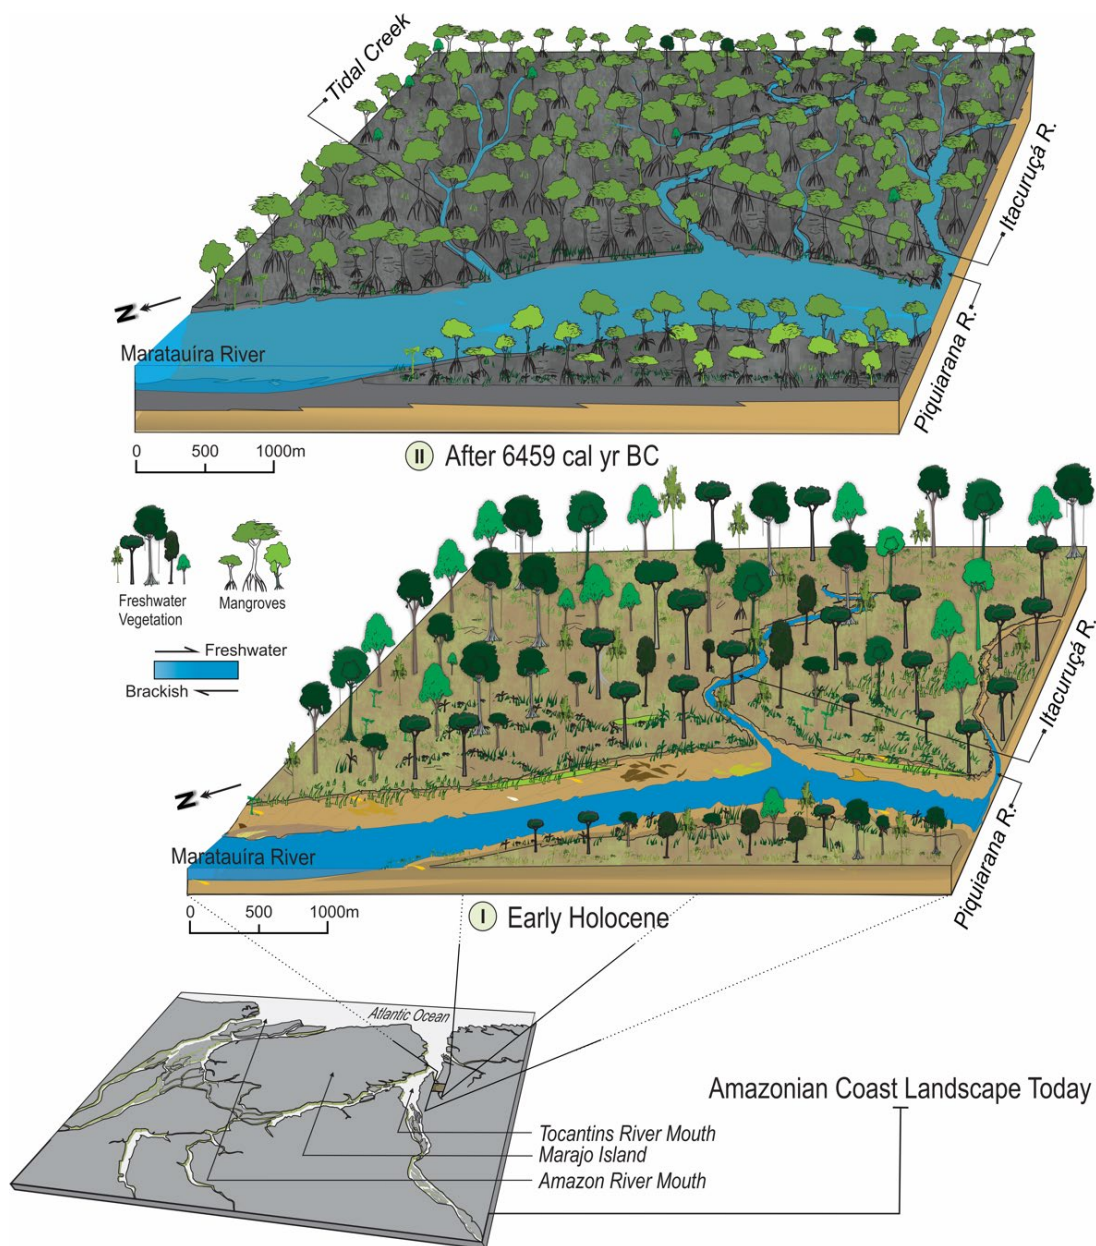 Tidal Creek
Itacuruçá R.
N
Maratauíra River
Piquiarana R.
0 500 1000m
II After 6459 cal yr BC
Freshwater
Vegetation
Mangroves
Freshwater
Brackish
Itacuruçá R.
N
Maratauíra River
Piquiarana R.
0 500 1000m
I Early Holocene
Atlantic Ocean
Amazonian Coast Landscape Today
Tocantins River Mouth
Marajo Island
Amazon River Mouth